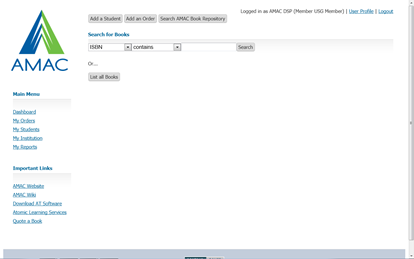 Logged in as AMAC DSP (Member USG Member) | User Profile | Logout
Add a Student Add an Order Search AMAC Book Repository
Search for Books
ISBN contains Search
Or...
List all Books
AMAC
Main Menu
Dashboard
My Orders
My Students
My Institution
My Reports
Important Links
AMAC Website
AMAC Wiki
Download AT Software
Atomic Learning Services
Quote a Book